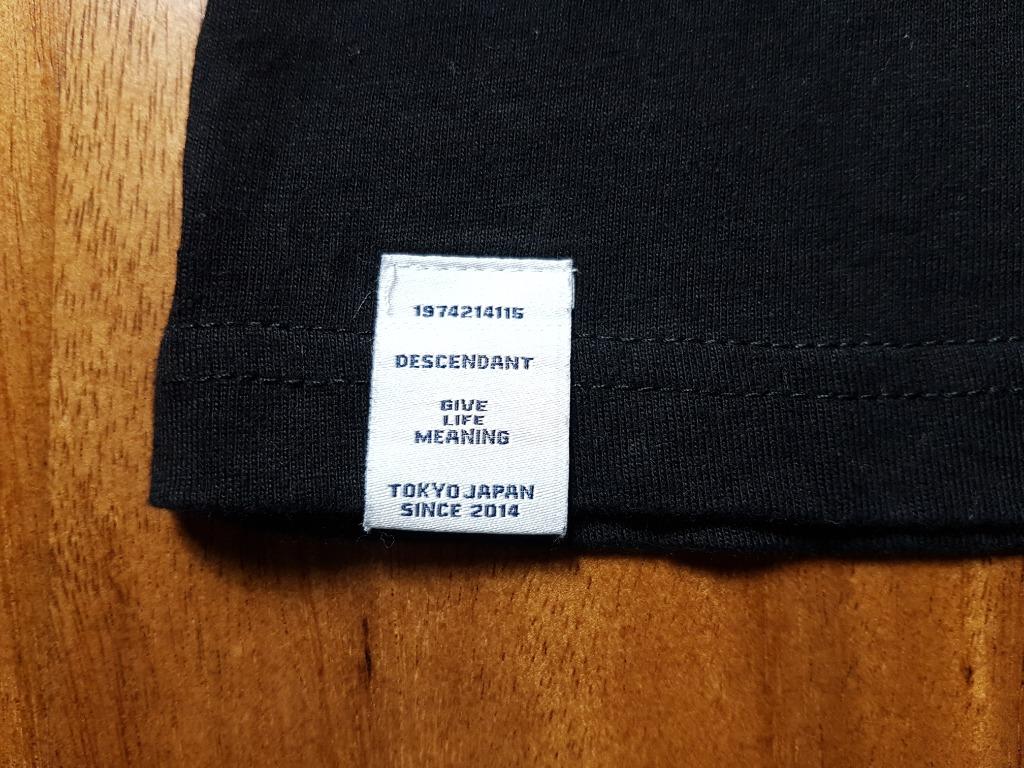 1974214115
DESCENDANT
GIVE
LIFE
MEANING
TOKYO JAPAN
SINCE 2014